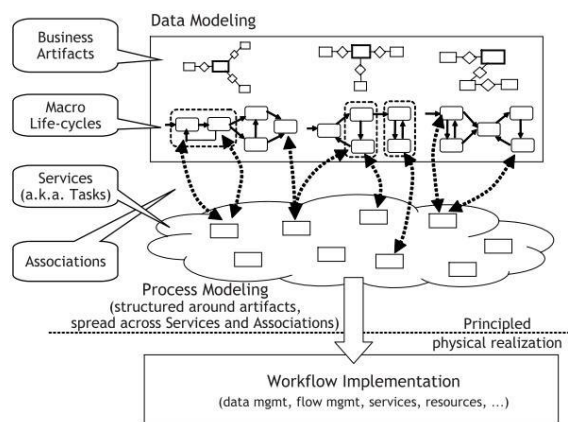 Data Modeling
Business
Artifacts
Macro
Life-cycles
Services
(a.k.a. Tasks)
Associations
Process Modeling
(structured around artifacts,
spread across Services and Associations)
Principled
physical realization
Workflow Implementation
(data mgmt, flow mgmt, services, resources, ...)